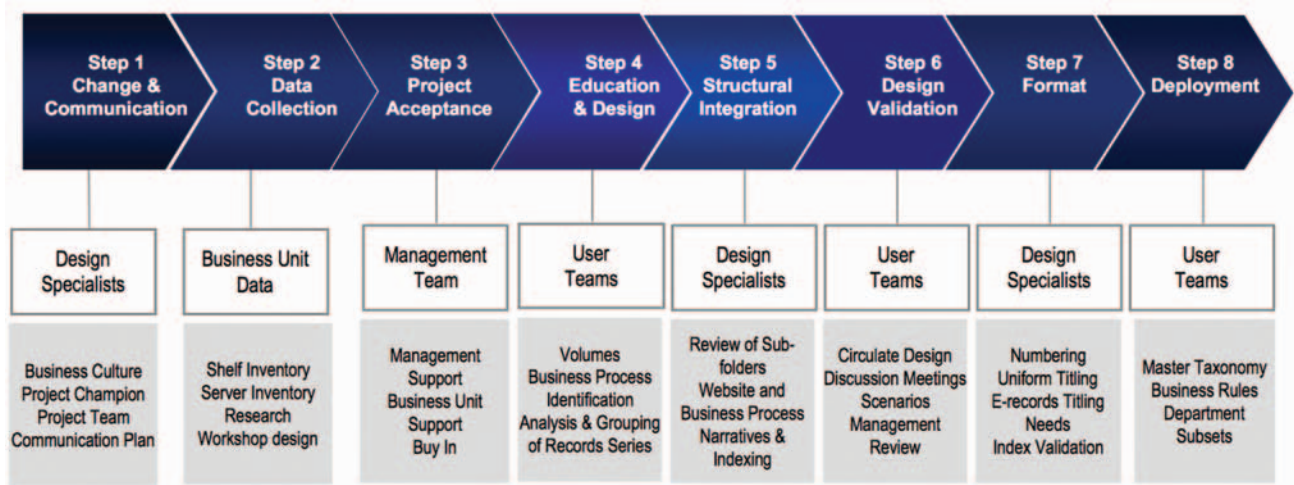 Step 1
Change &
Communication
Step 2
Data
Collection
Step 3
Project
Acceptance
Step 4
Education
& Design
Step 5
Structural
Integration
Step 6
Design
Validation
Step 7
Format
Step 8
Deployment
Design
Specialists
Business Unit
Data
Management
Team
User
Teams
Design
Specialists
User
Teams
Design
Specialists
User
Teams
Business Culture
Project Champion
Project Team
Communication Plan
Shelf Inventory
Server Inventory
Research
Workshop design
Management
Support
Business Unit
Support
Buy In
Volumes
Business Process
Identification
Analysis & Grouping
of Records Series
Review of Sub-
folders
Website and
Business Process
Narratives &
Indexing
Circulate Design
Discussion Meetings
Scenarios
Management
Review
Numbering
Uniform Titling
E-records Titling
Needs
Index Validation
Master Taxonomy
Business Rules
Department
Subsets